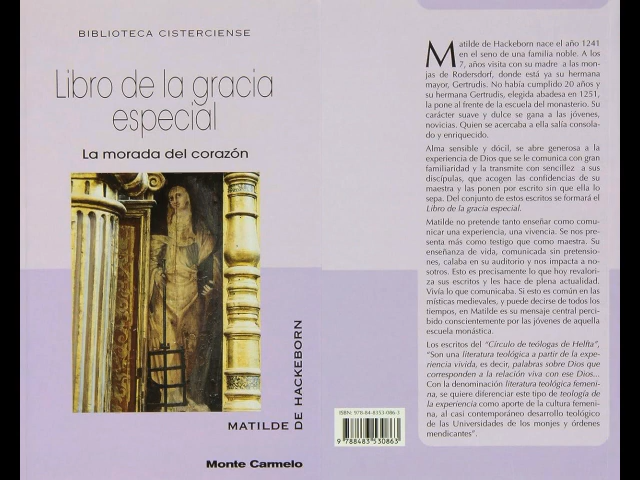 BIBLIOTECA CISTERCIENSE
Libro de la gracia
especial
La morada del corazón
MATILDE
DE HACKEBORN
Monte Carmelo
Matilde de Hackeborn nace el año 1241
en el seno de una familia noble. A los
7, años visita con su madre a las mon-
jas de Rodersdorf, donde está ya su hermana
mayor, Gertrudis. No había cumplido 20 años y
su hermana Gertrudis, elegida abadesa en 1251,
la pone al frente de la escuela del monasterio. Su
carácter suave y dulce se gana a las jóvenes,
novicias. Quien se acercaba a ella salía consola-
do y enriquecido.
Alma sensible y dócil, se abre generosa a la
experiencia de Dios que se le comunica con gran
familiaridad y la transmite con sencillez a sus
discípulas, que acogen las confidencias de su
maestra y las ponen por escrito sin que ella lo
sepa. Del conjunto de estos escritos se formará el
Libro de la gracia especial.
Matilde no pretende tanto enseñar como comu-
nicar una experiencia, una vivencia. Se nos pre-
senta más como testigo que como maestra. Su
enseñanza de vida, comunicada sin pretensio-
nes, calaba en su auditorio y nos impacta a no-
sotros. Esto es precisamente lo que hoy revalori-
za sus escritos y les hace de plena actualidad.
Vivía lo que comunicaba. Si esto es común en las
místicas medievales, y puede decirse de todos los
tiempos, en Matilde es su mensaje central perci-
bido conscientemente por las jóvenes de aquella
escuela monástica.
Los escritos del “Círculo de teólogas de Helfta”,
“Son una literatura teológica a partir de la expe-
riencia vivida, es decir, palabras sobre Dios que
corresponden a la relación viva con ese Dios...
Con la denominación literatura teológica femeni-
na, se quiere diferenciar este tipo de teología de
la experiencia como aporte de la cultura femeni-
na, al casi contemporáneo desarrollo teológico
de las Universidades de los monjes y órdenes
mendicantes”.
ISBN: 978-84-8353-086-3
9 788483 530863